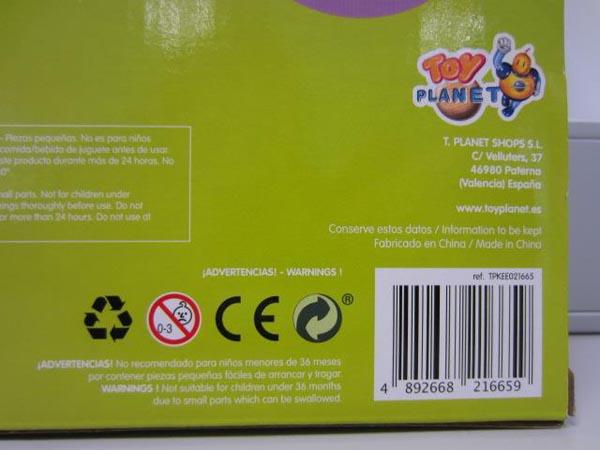 TOY
PLANET
T. PLANET SHOPS S.L.
C/ Velluters, 37
46980 Paterna
(Valencia) España
www.toyplanet.es
Conserve estos datos / Information to be kept
Fabricado en China / Made in China
- Piezas pequeñas. No es para niños
comida/bebida de juguete antes de usar
ste producto durante más de 24 horas. No
0°
mall parts. Not for children under
ings thoroughly before use. Do not
or more than 24 hours. Do not use at
¡ADVERTENCIAS! - WARNINGS !
0-3
CE
®
¡ADVERTENCIAS! No recomendado para niños menores de 36 meses
por contener piezas pequeñas fáciles de arrancar y tragar.
WARNINGS ! Not suitable for children under 36 months
due to small parts which can be swallowed.
ref. TPKEE021665
4 892668 216659